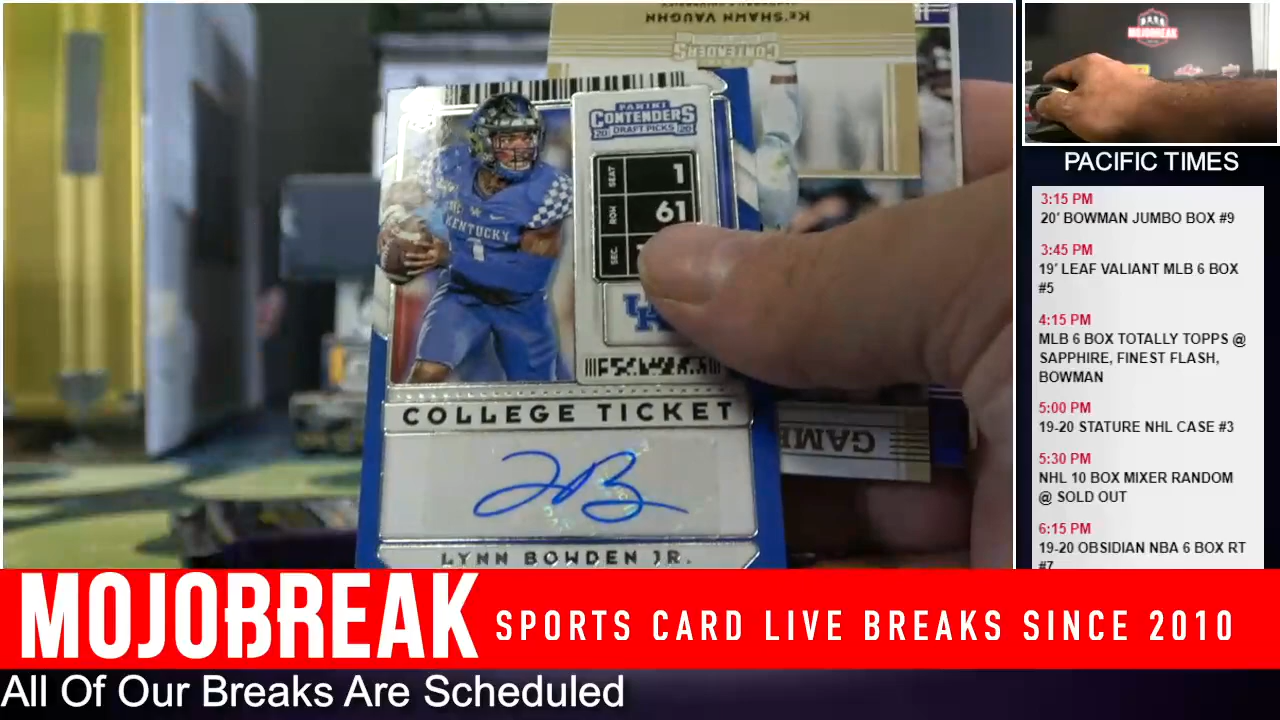 KE'SHAWN VAUGHN
CONTENDERS
PANINI
CONTENDERS
20 DRAFT PICKS 20
SEAT 1
ROW 61
SEC.
KENTUCKY
1
UK
GAME
COLLEGE TICKET
LYNN BOWDEN JR.
MOJOBREAK
PACIFIC TIMES
3:15 PM
20' BOWMAN JUMBO BOX #9
3:45 PM
19' LEAF VALIANT MLB 6 BOX
#5
4:15 PM
MLB 6 BOX TOTALLY TOPPS @
SAPPHIRE, FINEST FLASH,
BOWMAN
5:00 PM
19-20 STATURE NHL CASE #3
5:30 PM
NHL 10 BOX MIXER RANDOM
@ SOLD OUT
6:15 PM
19-20 OBSIDIAN NBA 6 BOX RT
#7
MOJOBREAK SPORTS CARD LIVE BREAKS SINCE 2010
All Of Our Breaks Are Scheduled